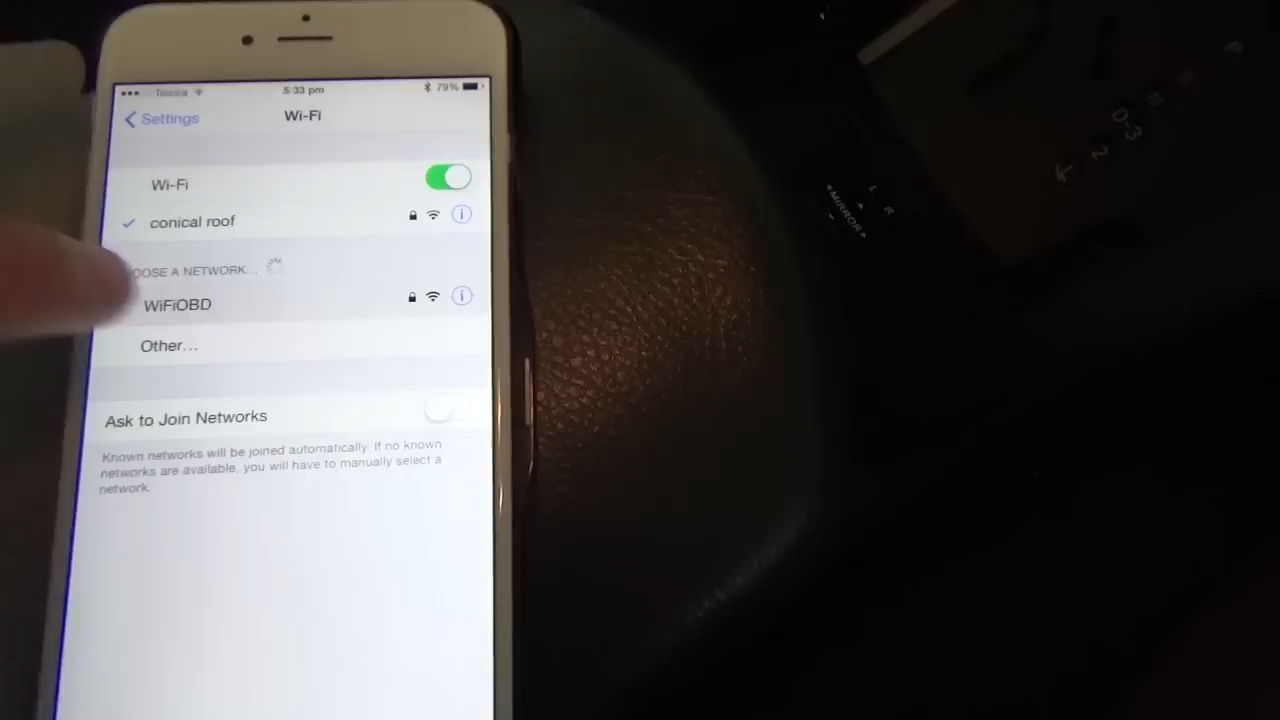 5:33 pm
79%
Settings
Wi-Fi
Wi-Fi
conical roof
OOSE A NETWORK...
WiFiOBD
Other...
Ask to Join Networks
Known networks will be joined automatically. If no known
networks are available, you will have to manually select a
network.
L R
MIRROR
R
N
D-3
2